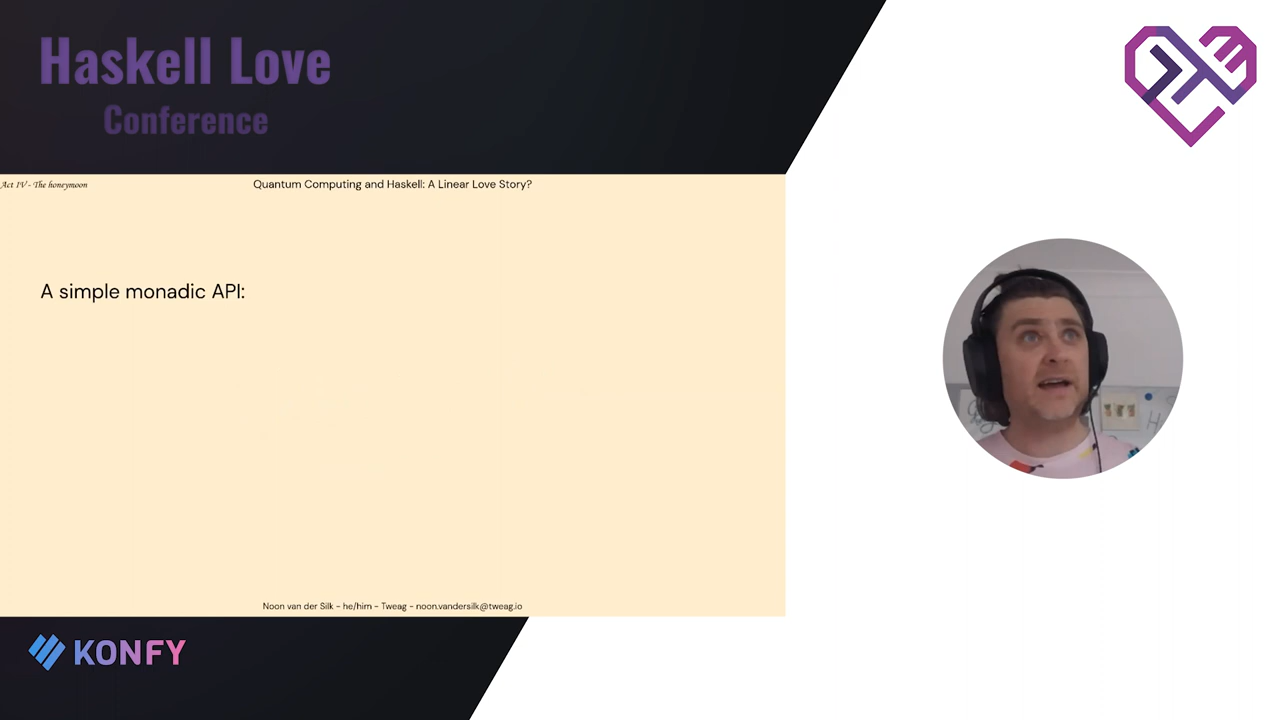 Haskell Love
Conference
Act IV - The honeymoon
Quantum Computing and Haskell: A Linear Love Story?
A simple monadic API:
Noon van der Silk - he/him - Tweag - noon.vandersilk@tweag.io
KONFY